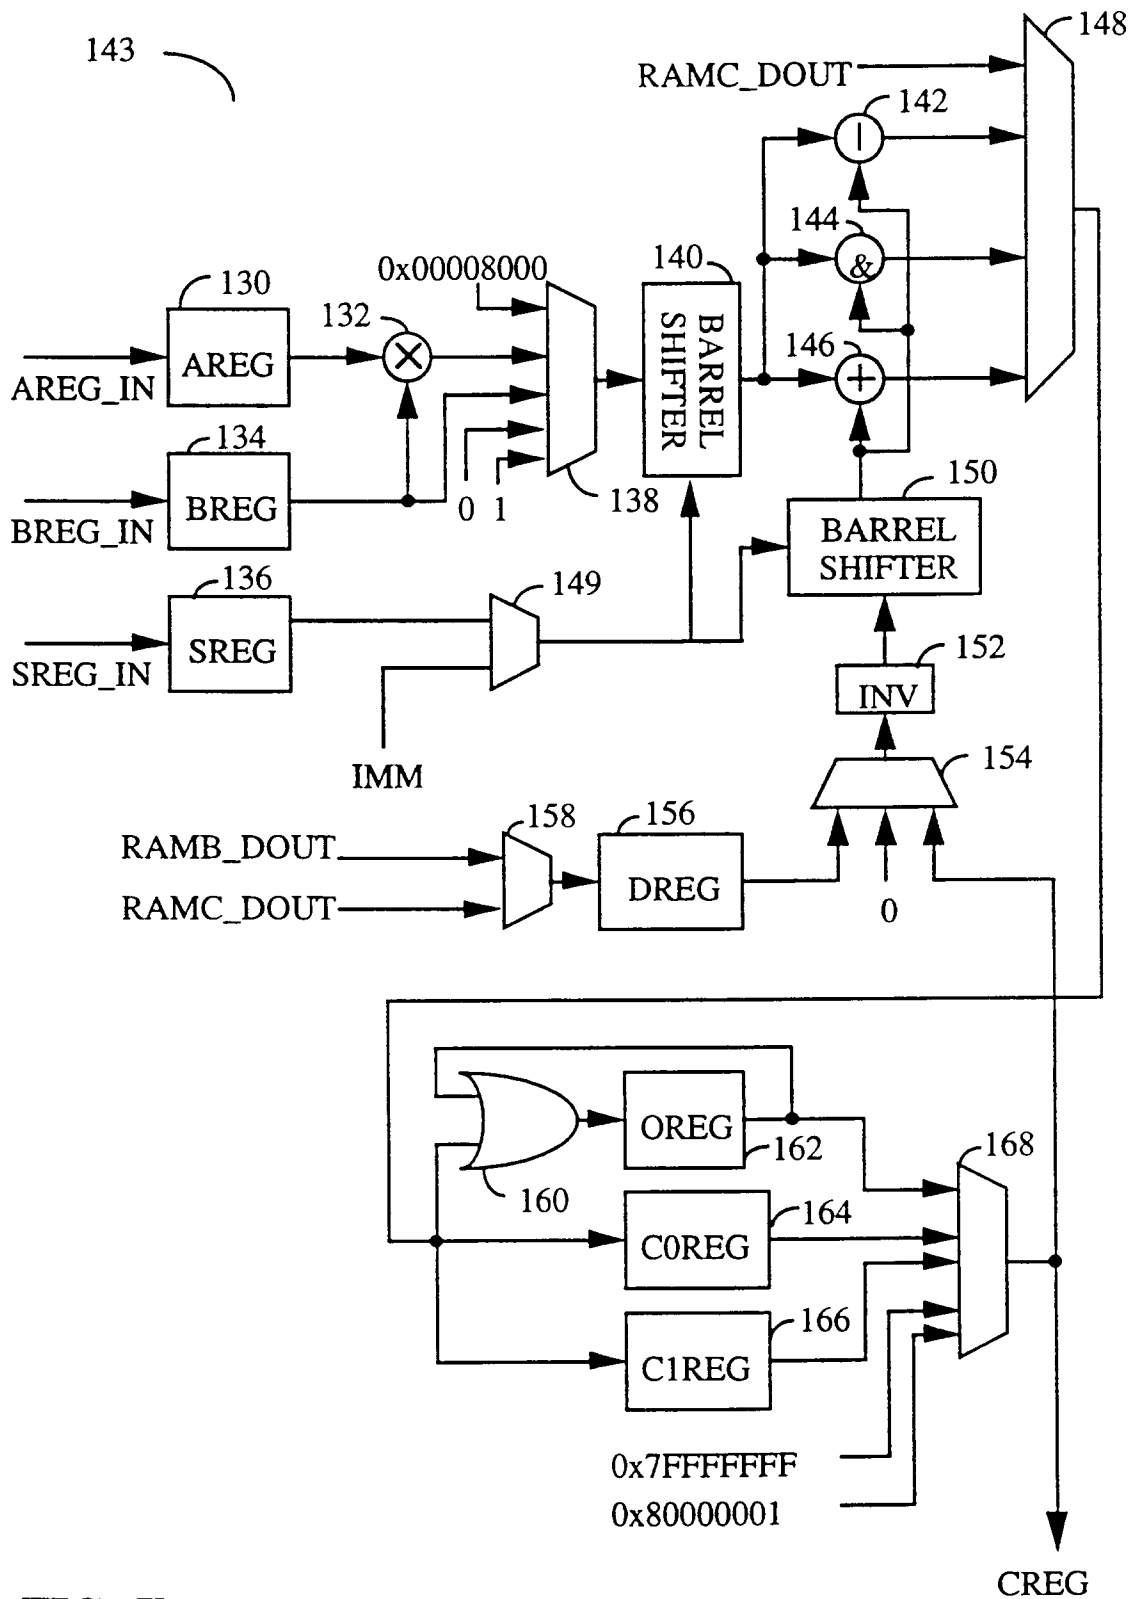 143
148
RAMC_DOUT
142
|
144
&
0x00008000
140
BARREL
SHIFTER
130
132
×
AREG
AREG_IN
146
+
134
BREG
BREG_IN
0 1
138
150
BARREL
SHIFTER
136
149
SREG
SREG_IN
152
INV
IMM
154
158
156
RAMB_DOUT
DREG
RAMC_DOUT
0
OREG
162
168
160
164
C0REG
166
C1REG
0x7FFFFFFF
0x80000001
CREG